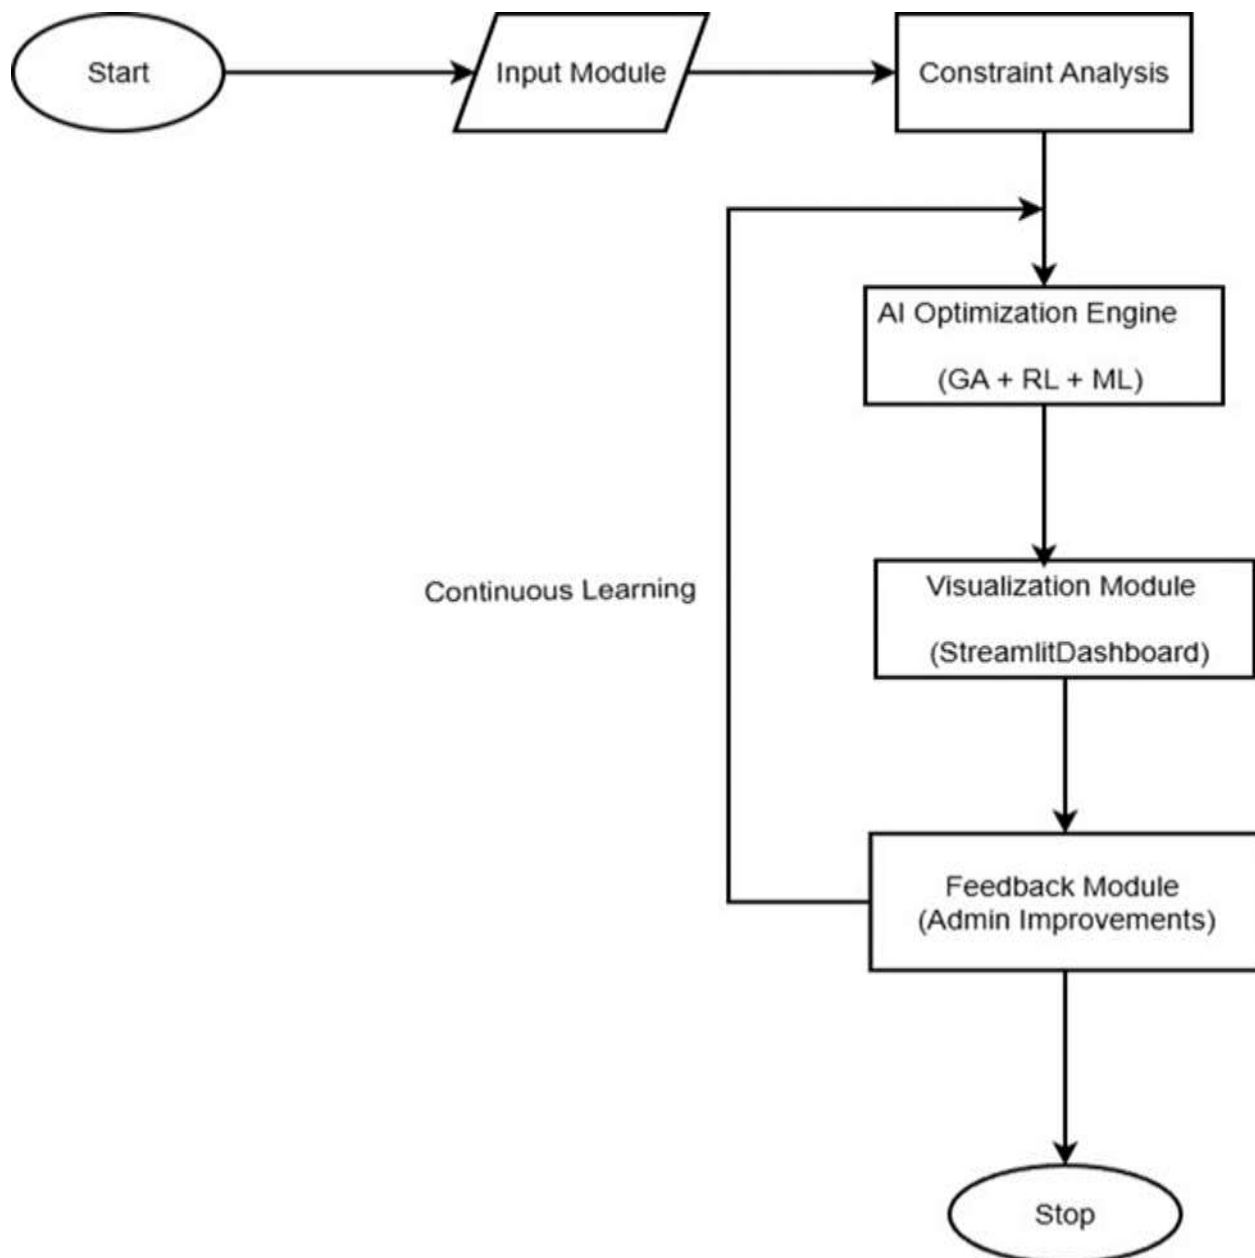 Start
Input Module
Constraint Analysis
AI Optimization Engine
(GA + RL + ML)
Continuous Learning
Visualization Module
(StreamlitDashboard)
Feedback Module
(Admin Improvements)
Stop